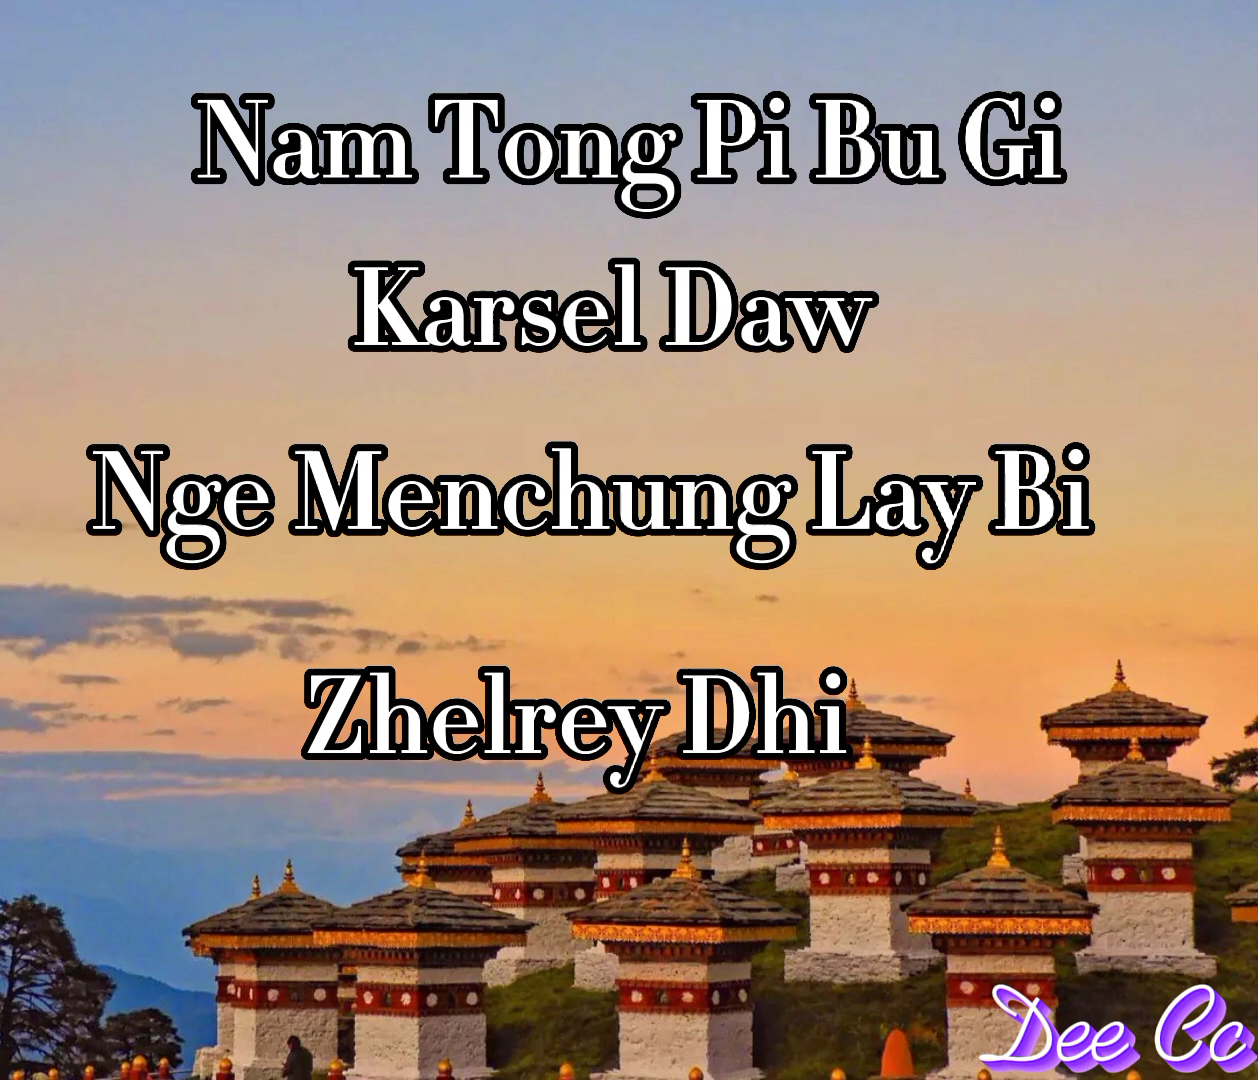 Nam Tong Pi Bu Gi
Karsel Daw
Nge Menchung Lay Bi
Zhelrey Dhi
Dee Cc